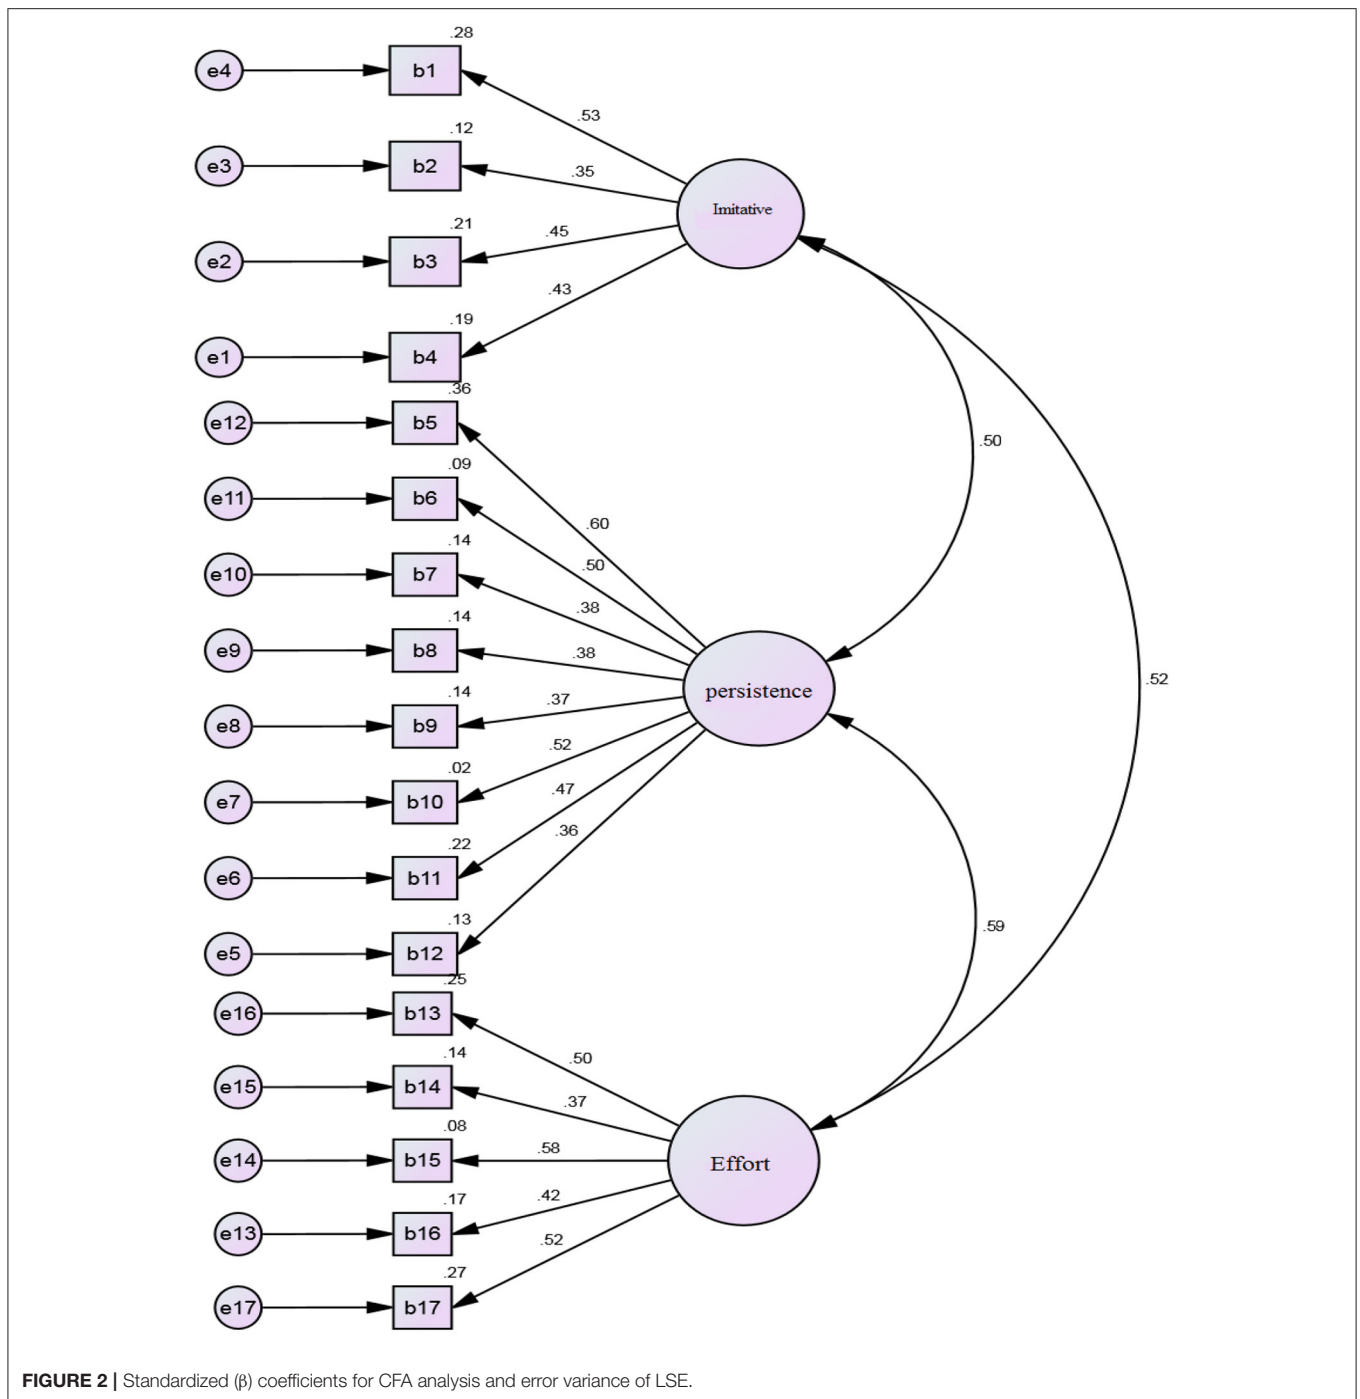 .28
e4 b1
.53
.12
e3 b2
.35
Imitative
.21
e2 b3
.45
.43
.19
e1 b4
.36
e12 b5
.50
.09
e11 b6
.60
.50
.14
e10 b7
.38
.14
e9 b8
.38
.52
persistence
.14
e8 b9
.37
.52
.02
e7 b10
.47
.36
.22
e6 b11
.13
e5 b12
.59
.25
e16 b13
.50
.14
e15 b14
.37
.08
e14 b15
.58
Effort
.17
e13 b16
.42
.52
.27
e17 b17
FIGURE 2 | Standardized (β) coefficients for CFA analysis and error variance of LSE.